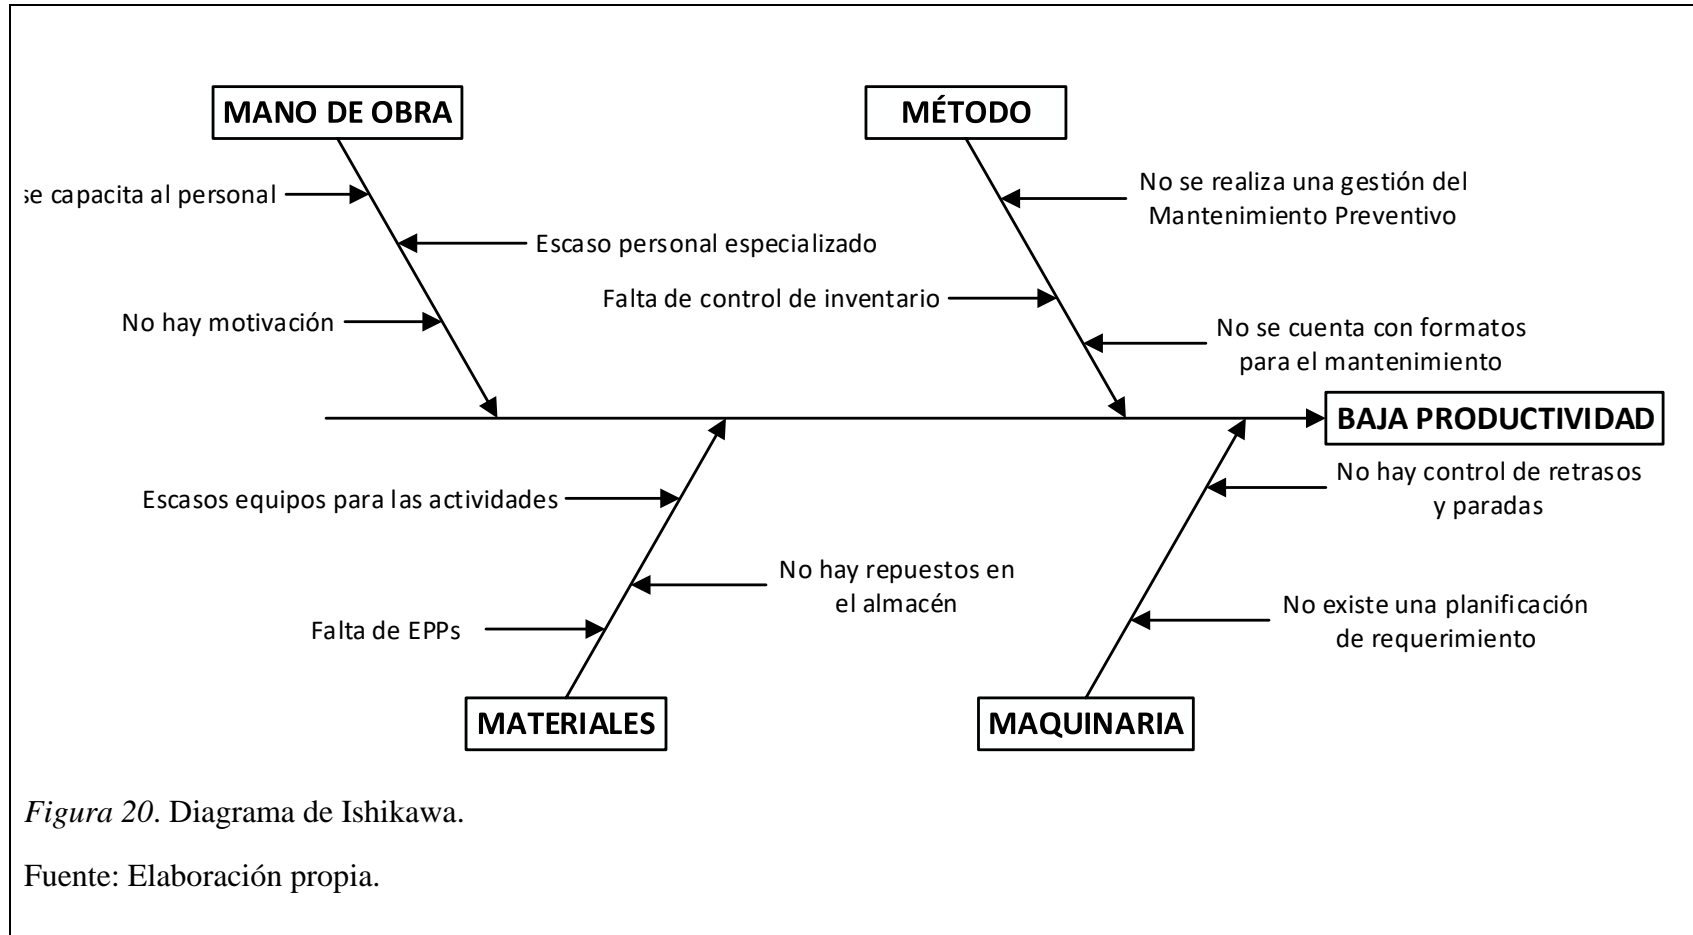 MANO DE OBRA
MÉTODO
se capacita al personal
No se realiza una gestión del
Mantenimiento Preventivo
Escaso personal especializado
Falta de control de inventario
No hay motivación
No se cuenta con formatos
para el mantenimiento
BAJA PRODUCTIVIDAD
No hay control de retrasos
y paradas
Escasos equipos para las actividades
No hay repuestos en
el almacén
No existe una planificación
de requerimiento
Falta de EPPs
MATERIALES
MAQUINARIA
Figura 20. Diagrama de Ishikawa.
Fuente: Elaboración propia.